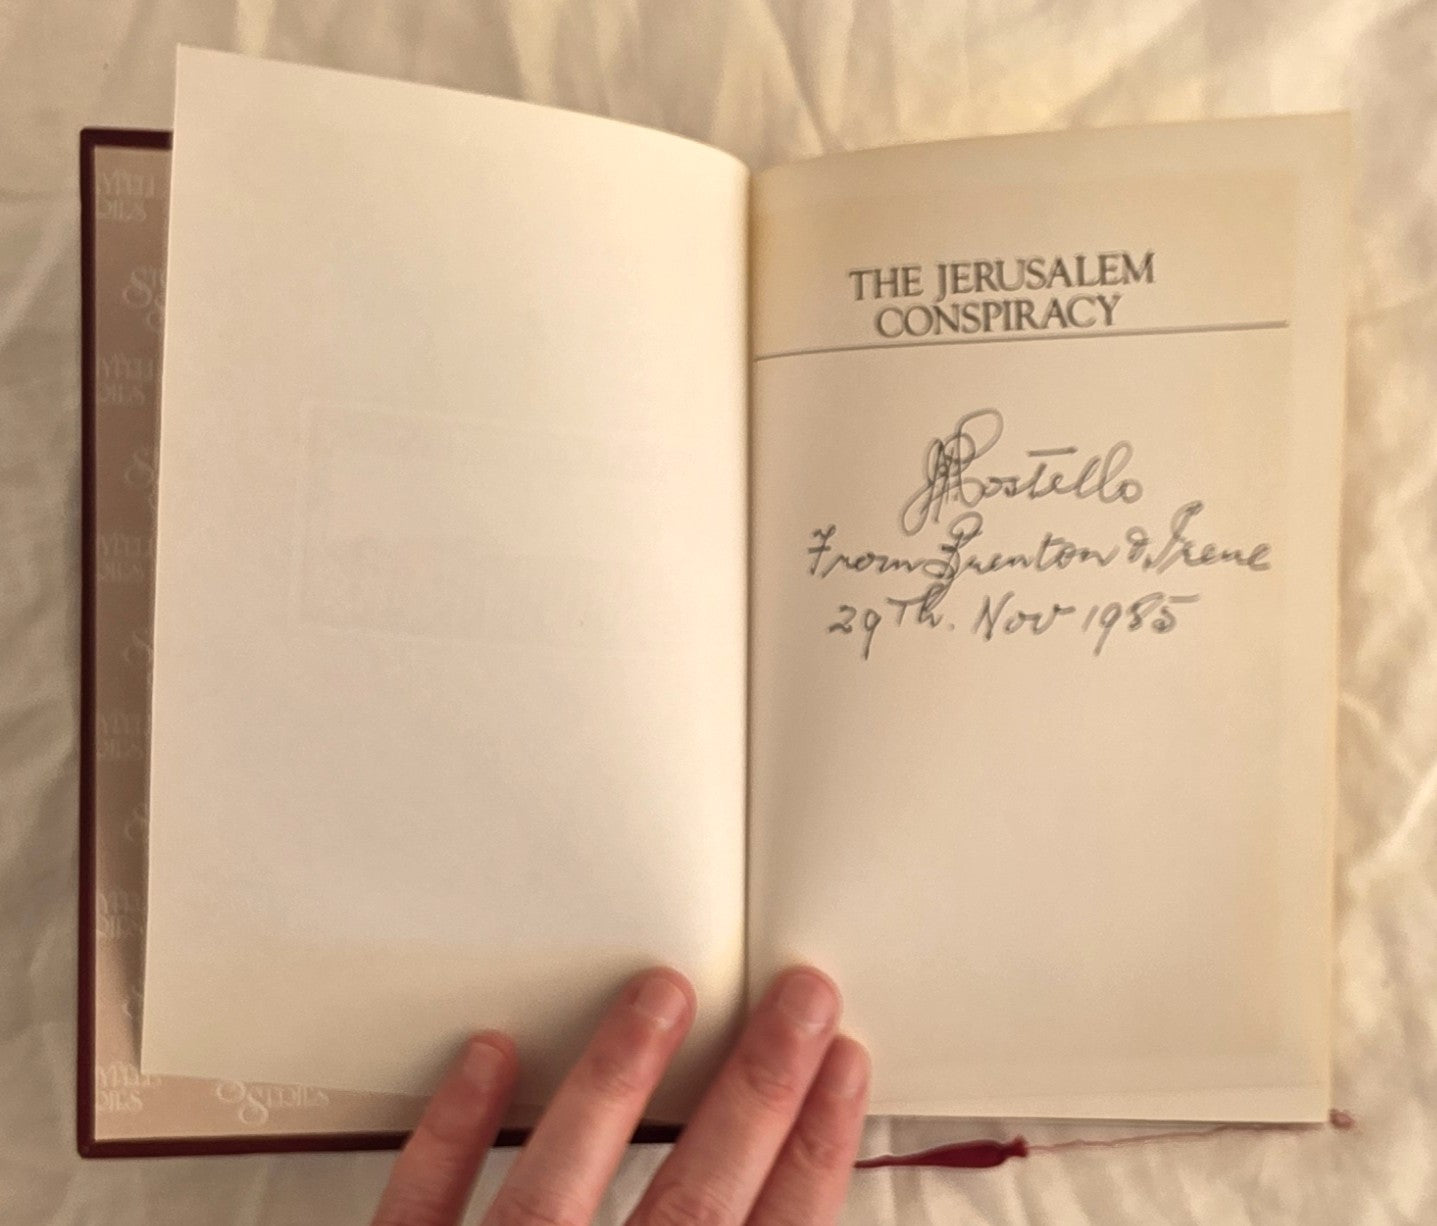 THE JERUSALEM
CONSPIRACY
Costello
From Brenton & Irene
29Th. Nov 1985